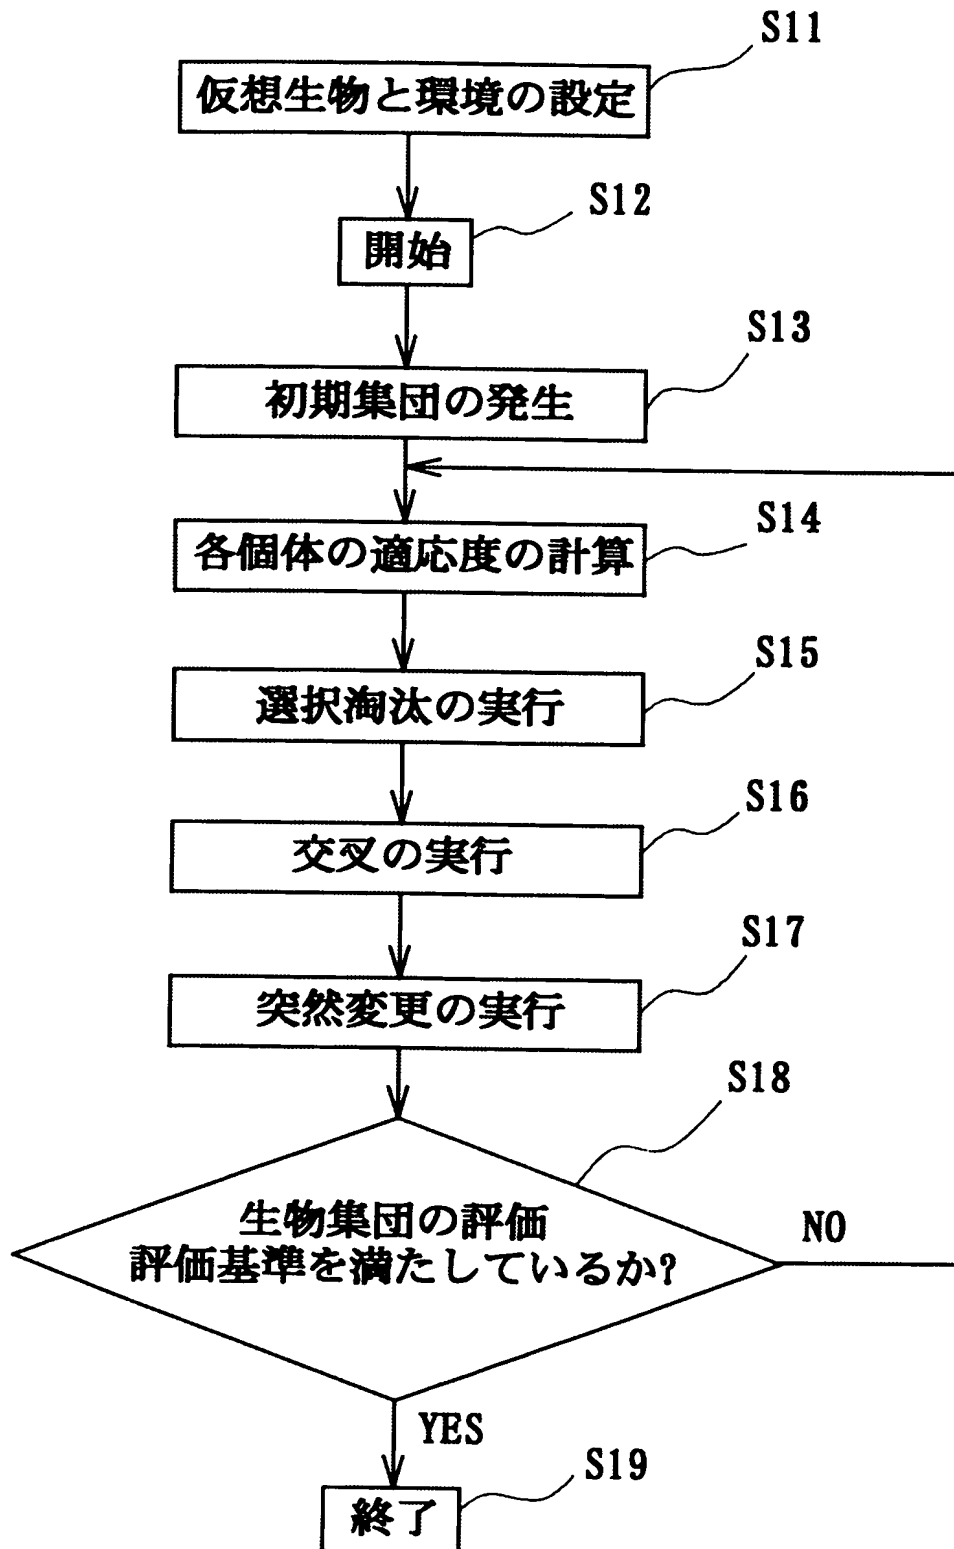 S11
仮想生物と環境の設定
S12
開始
S13
初期集団の発生
S14
各個体の適応度の計算
S15
選択淘汰の実行
S16
交叉の実行
S17
突然変更の実行
S18
生物集団の評価
評価基準を満たしているか?
NO
YES
S19
終了